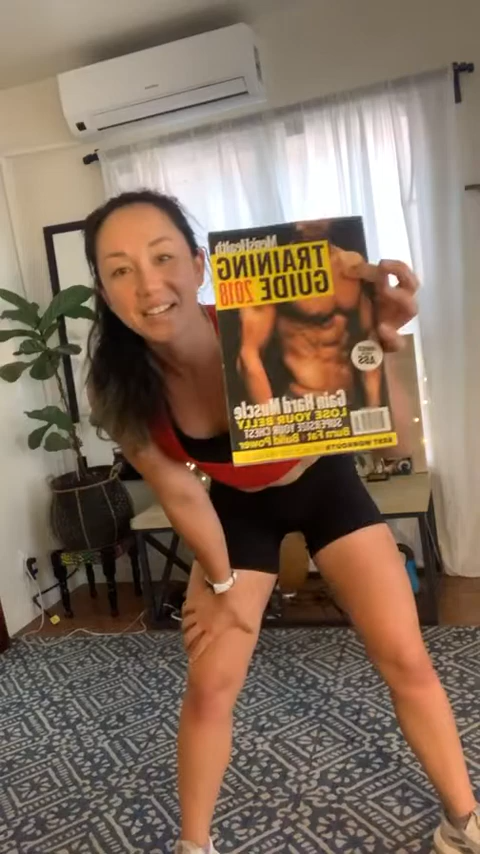 Men'sHealth
TRAINING
GUIDE 2018
ASS
Gain Hard Muscle
LOSE YOUR BELLY
SUPERSIZE YOUR CHEST
Burn Fat + Build Power
BEST WORKOUTS